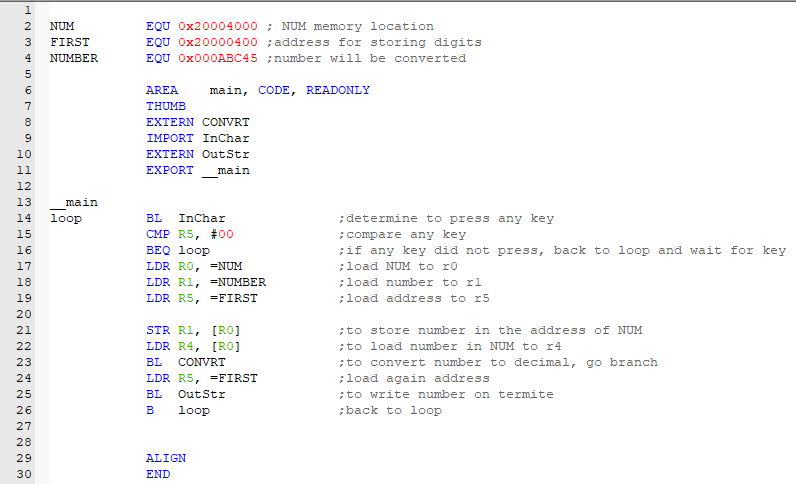 1
2 NUM EQU 0x20004000 ; NUM memory location
3 FIRST EQU 0x20000400 ;address for storing digits
4 NUMBER EQU 0x000ABC45 ;number will be converted
5
6 AREA main, CODE, READONLY
7 THUMB
8 EXTERN CONVRT
9 IMPORT InChar
10 EXTERN OutStr
11 EXPORT __main
12
13 __main
14 loop BL InChar ;determine to press any key
15 CMP R5, #00 ;compare any key
16 BEQ loop ;if any key did not press, back to loop and wait for key
17 LDR R0, =NUM ;load NUM to r0
18 LDR R1, =NUMBER ;load number to r1
19 LDR R5, =FIRST ;load address to r5
20
21 STR R1, [R0] ;to store number in the address of NUM
22 LDR R4, [R0] ;to load number in NUM to r4
23 BL CONVRT ;to convert number to decimal, go branch
24 LDR R5, =FIRST ;load again address
25 BL OutStr ;to write number on termite
26 B loop ;back to loop
27
28
29 ALIGN
30 END